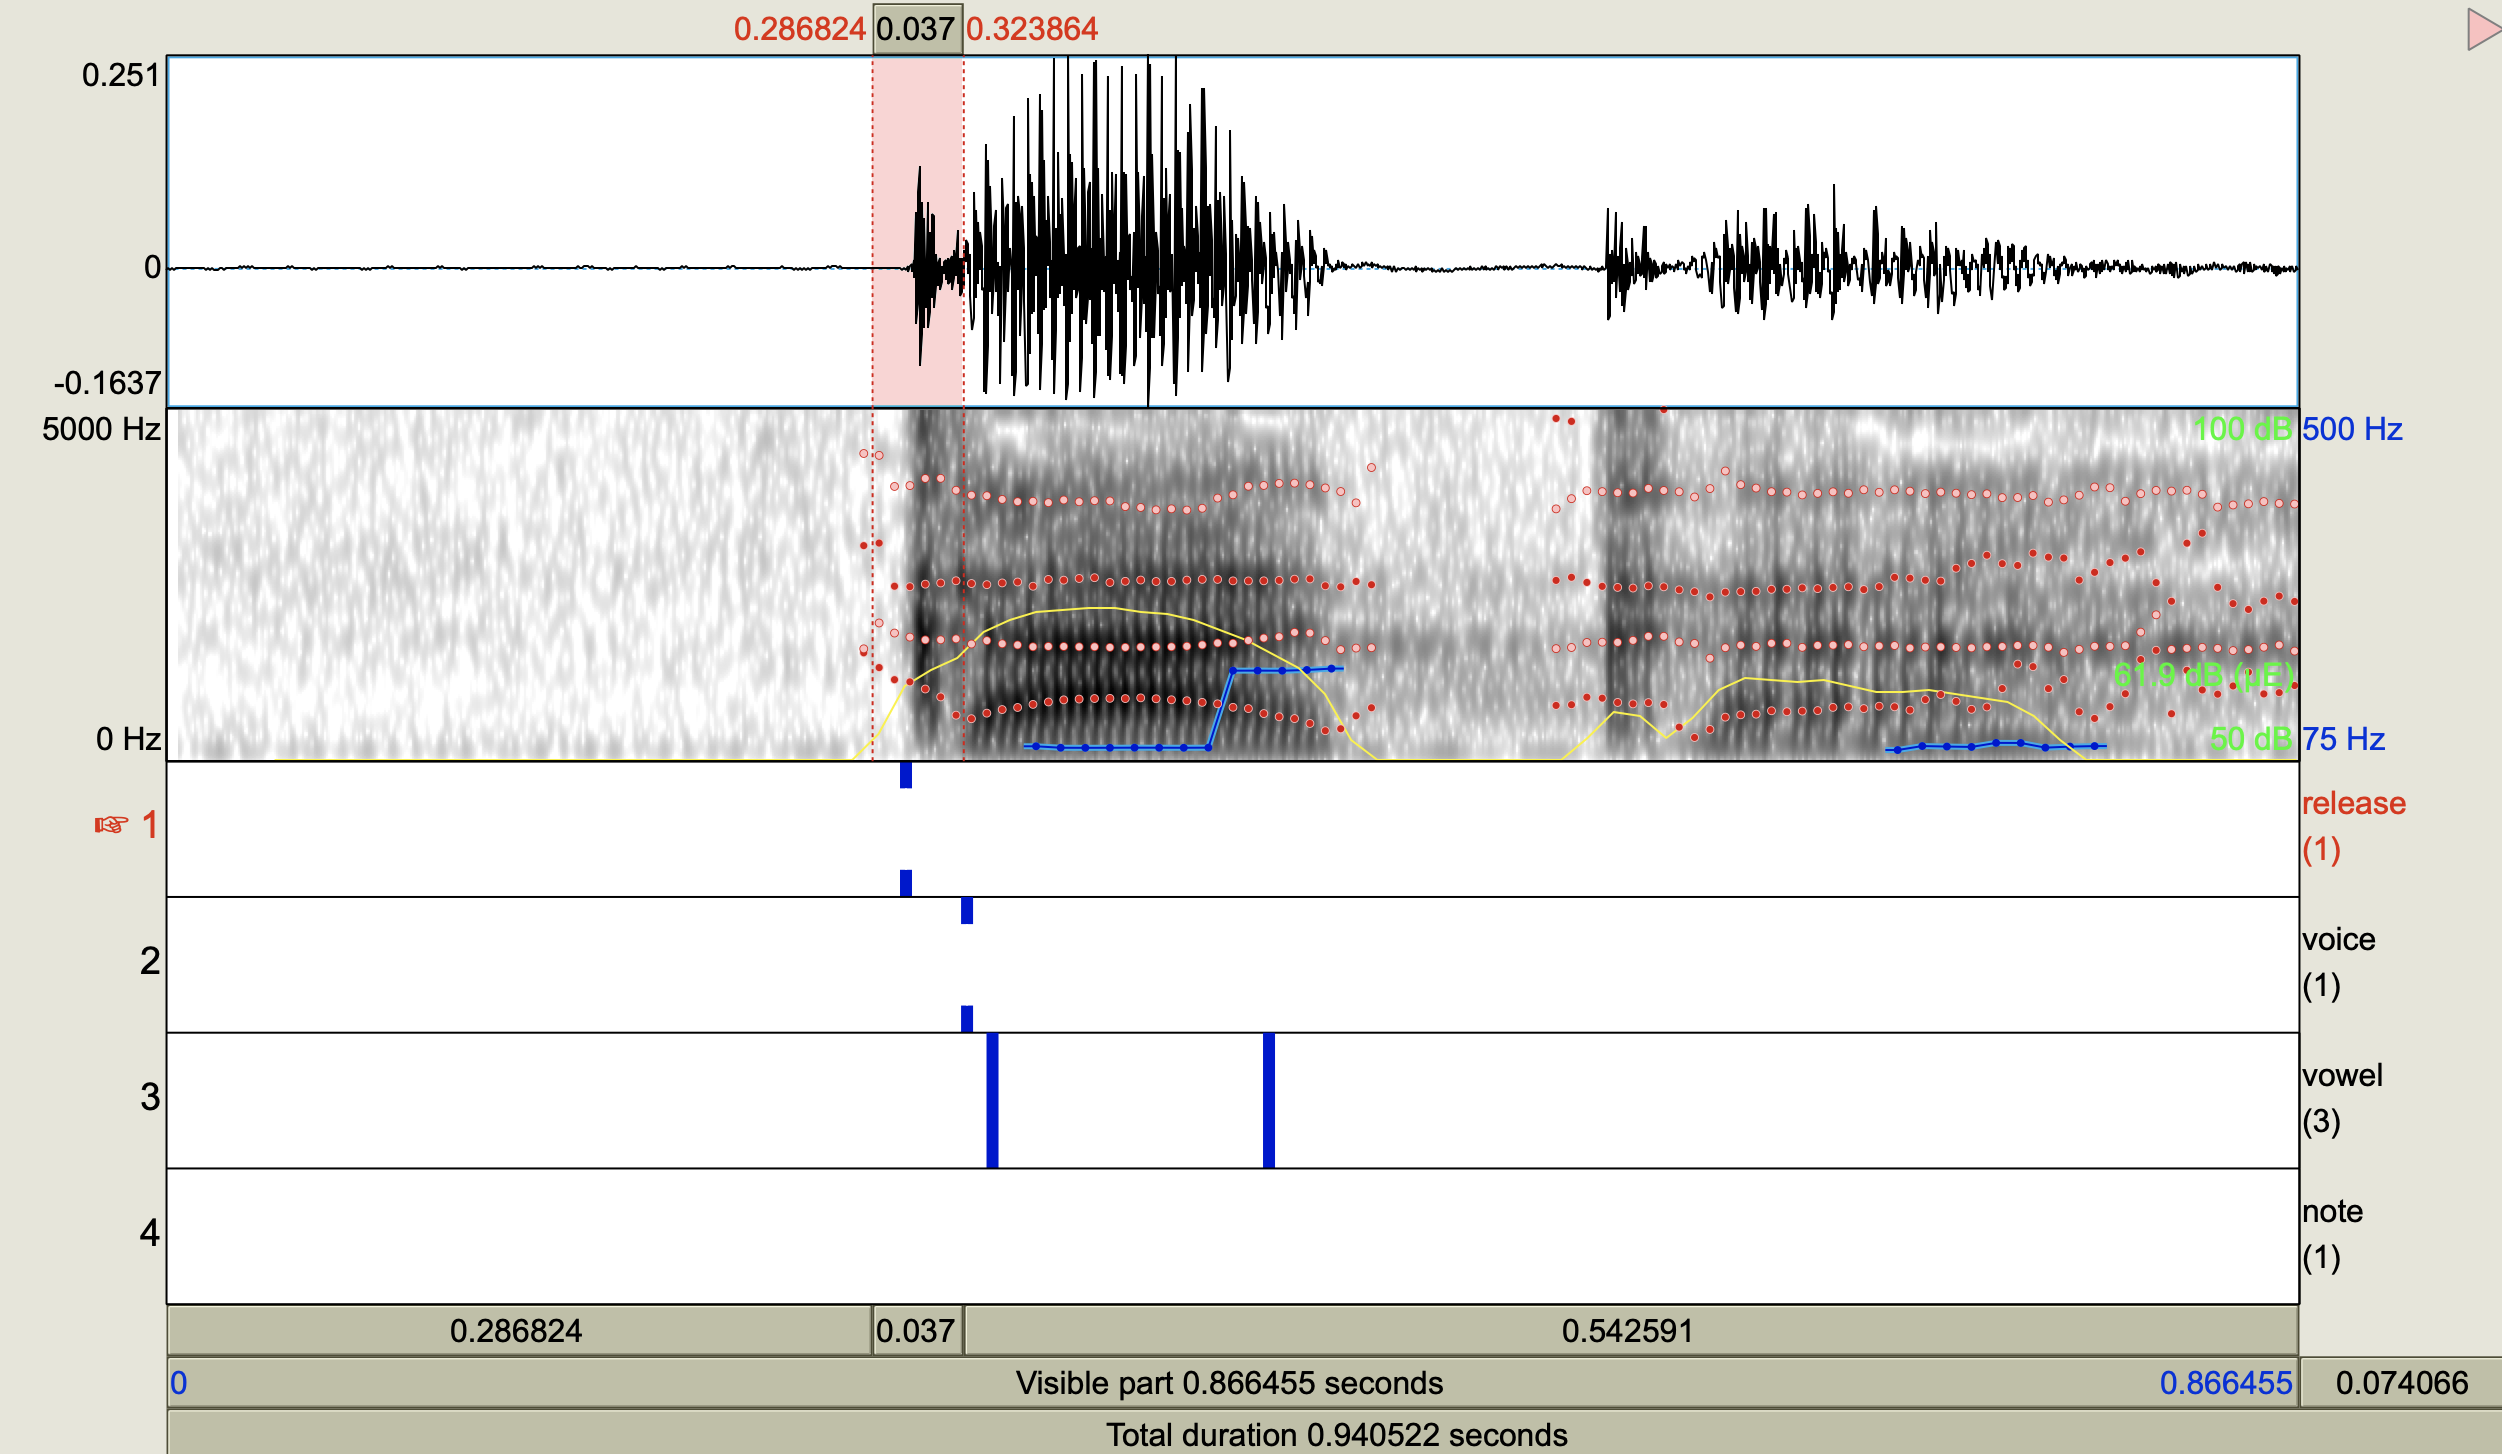 0.286824 0.037 0.323864
0.251
0
-0.1637
5000 Hz 100 dB 500 Hz
61.9 dB (µE)
0 Hz 50 dB 75 Hz
☞ 1 release
(1)
2 voice
(1)
3 vowel
(3)
4 note
(1)
0.286824 0.037 0.542591
0 Visible part 0.866455 seconds 0.866455 0.074066
Total duration 0.940522 seconds